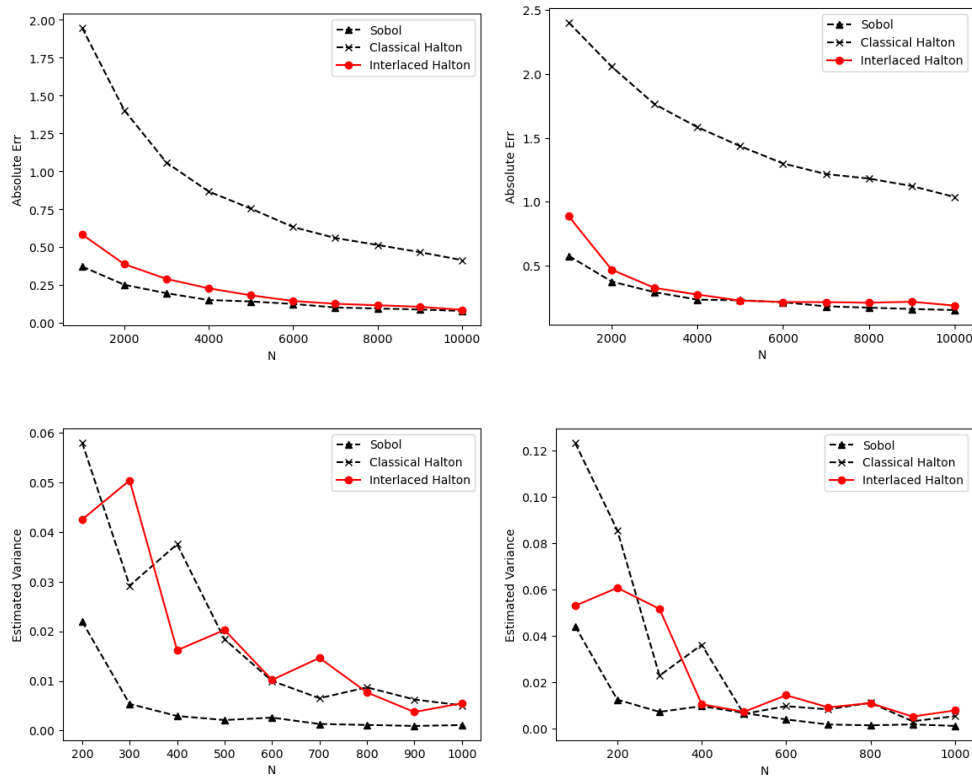 2.00
1.75
1.50
1.25
1.00
0.75
0.50
0.25
0.00
Absolute Err
2000
4000
6000
8000
10000
N
Sobol
Classical Halton
Interlaced Halton
2.5
2.0
1.5
1.0
0.5
Absolute Err
2000
4000
6000
8000
10000
N
Sobol
Classical Halton
Interlaced Halton
0.06
0.05
0.04
0.03
0.02
0.01
0.00
Estimated Variance
200
300
400
500
600
700
800
900
1000
N
Sobol
Classical Halton
Interlaced Halton
0.12
0.10
0.08
0.06
0.04
0.02
0.00
Estimated Variance
200
400
600
800
1000
N
Sobol
Classical Halton
Interlaced Halton